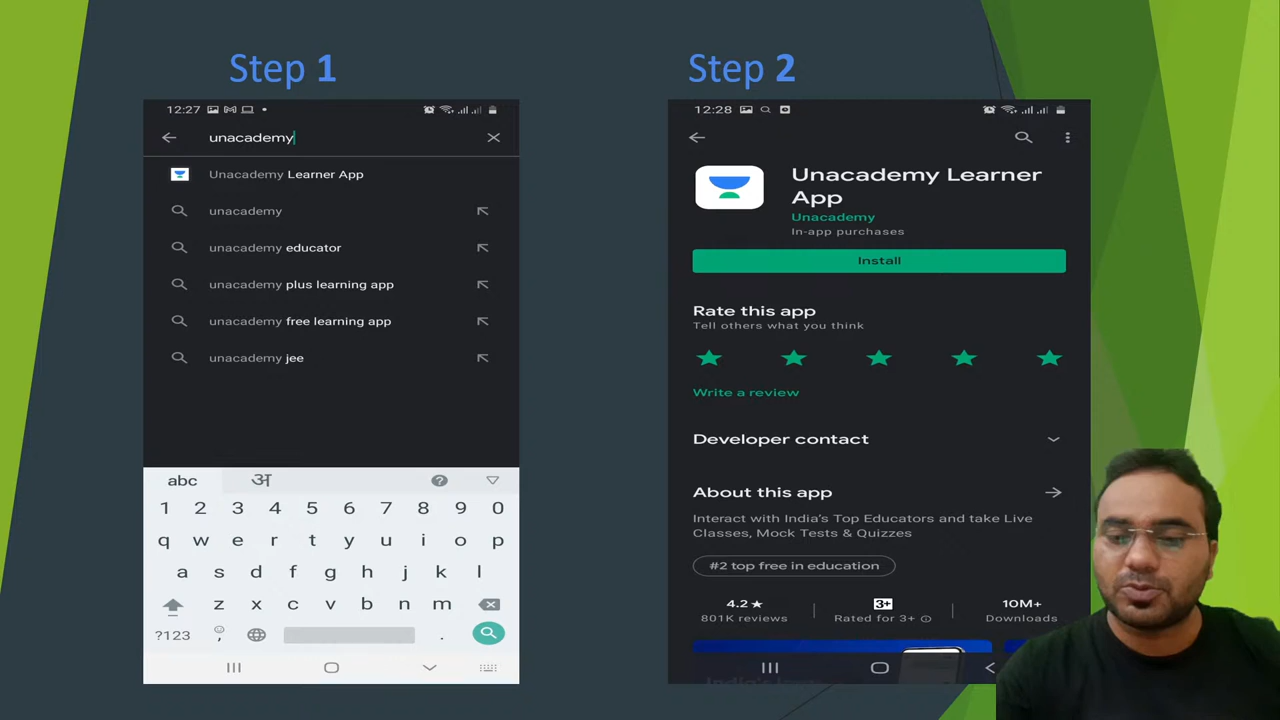 Step 1
12:27
unacademy
Unacademy Learner App
unacademy
unacademy educator
unacademy plus learning app
unacademy free learning app
unacademy jee
abc अ ?
1 2 3 4 5 6 7 8 9 0
q w e r t y u i o p
a s d f g h j k l
z x c v b n m
?123 , .
Step 2
12:28
Unacademy Learner
App
Unacademy
In-app purchases
Install
Rate this app
Tell others what you think
Write a review
Developer contact
About this app
Interact with India's Top Educators and take Live
Classes, Mock Tests & Quizzes
#2 top free in education
4.2★ 3+ 10M+
801K reviews Rated for 3+ Downloads